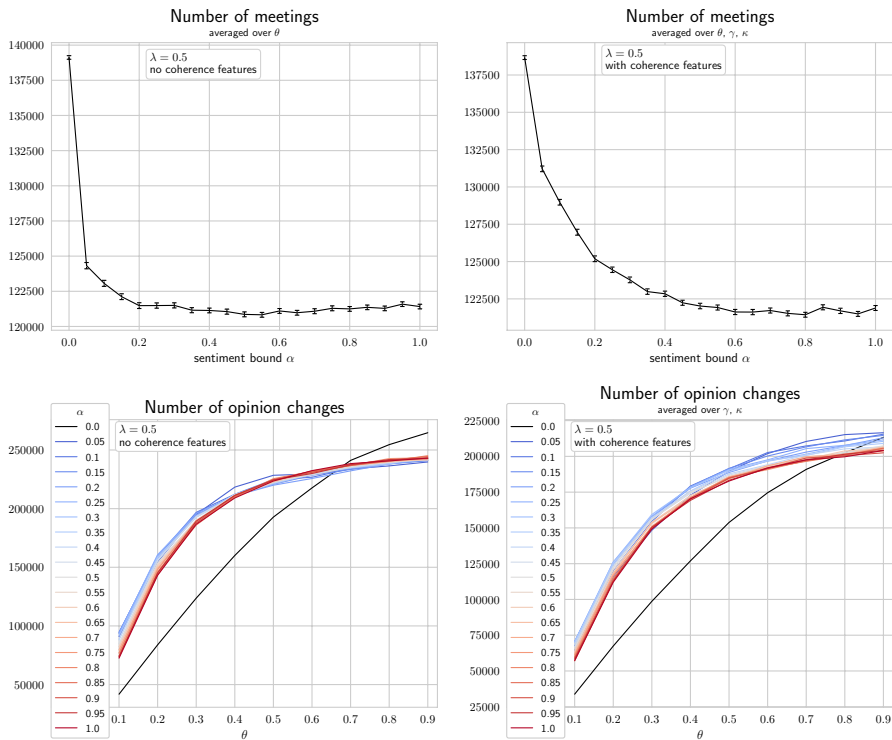 Number of meetings
averaged over θ
λ = 0.5
no coherence features
140000
137500
135000
132500
130000
127500
125000
122500
120000
0.0 0.2 0.4 0.6 0.8 1.0
sentiment bound α
Number of meetings
averaged over θ, γ, κ
λ = 0.5
with coherence features
137500
135000
132500
130000
127500
125000
122500
0.0 0.2 0.4 0.6 0.8 1.0
sentiment bound α
Number of opinion changes
λ = 0.5
no coherence features
α
0.0
0.05
0.1
0.15
0.2
0.25
0.3
0.35
0.4
0.45
0.5
0.55
0.6
0.65
0.7
0.75
0.8
0.85
0.9
0.95
1.0
250000
200000
150000
100000
50000
0.1 0.2 0.3 0.4 0.5 0.6 0.7 0.8 0.9
θ
Number of opinion changes
averaged over γ, κ
λ = 0.5
with coherence features
α
0.0
0.05
0.1
0.15
0.2
0.25
0.3
0.35
0.4
0.45
0.5
0.55
0.6
0.65
0.7
0.75
0.8
0.85
0.9
0.95
1.0
225000
200000
175000
150000
125000
100000
75000
50000
25000
0.1 0.2 0.3 0.4 0.5 0.6 0.7 0.8 0.9
θ